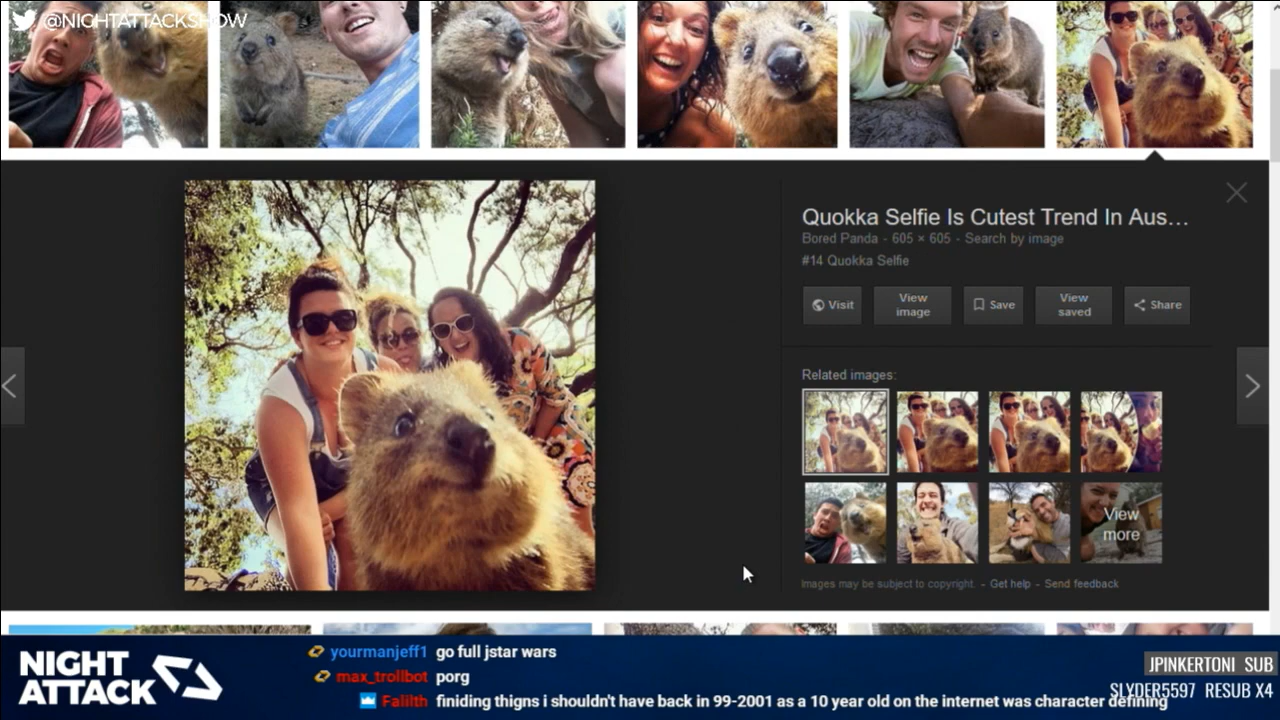 @NIGHTATTACKSHOW
Quokka Selfie Is Cutest Trend In Aus…
Bored Panda - 605 × 605 - Search by image
#14 Quokka Selfie
Visit
View image
Save
View saved
Share
Related images:
View more
Images may be subject to copyright. - Get help - Send feedback
NIGHT ATTACK
yourmanjeff1 go full jstar wars
max_trollbot porg
Falilth finiding thigns i shouldn't have back in 99-2001 as a 10 year old on the internet was character defining
JPINKERTONI SUB
SLYDER5597 RESUB X4